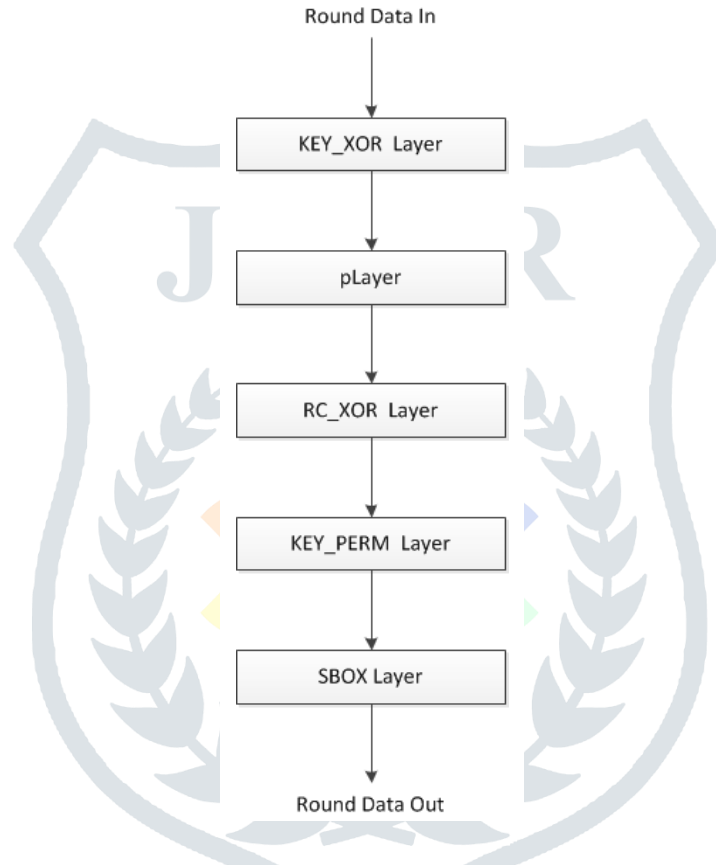 Round Data In
KEY_XOR Layer
J R
pLayer
RC_XOR Layer
KEY_PERM Layer
SBOX Layer
Round Data Out